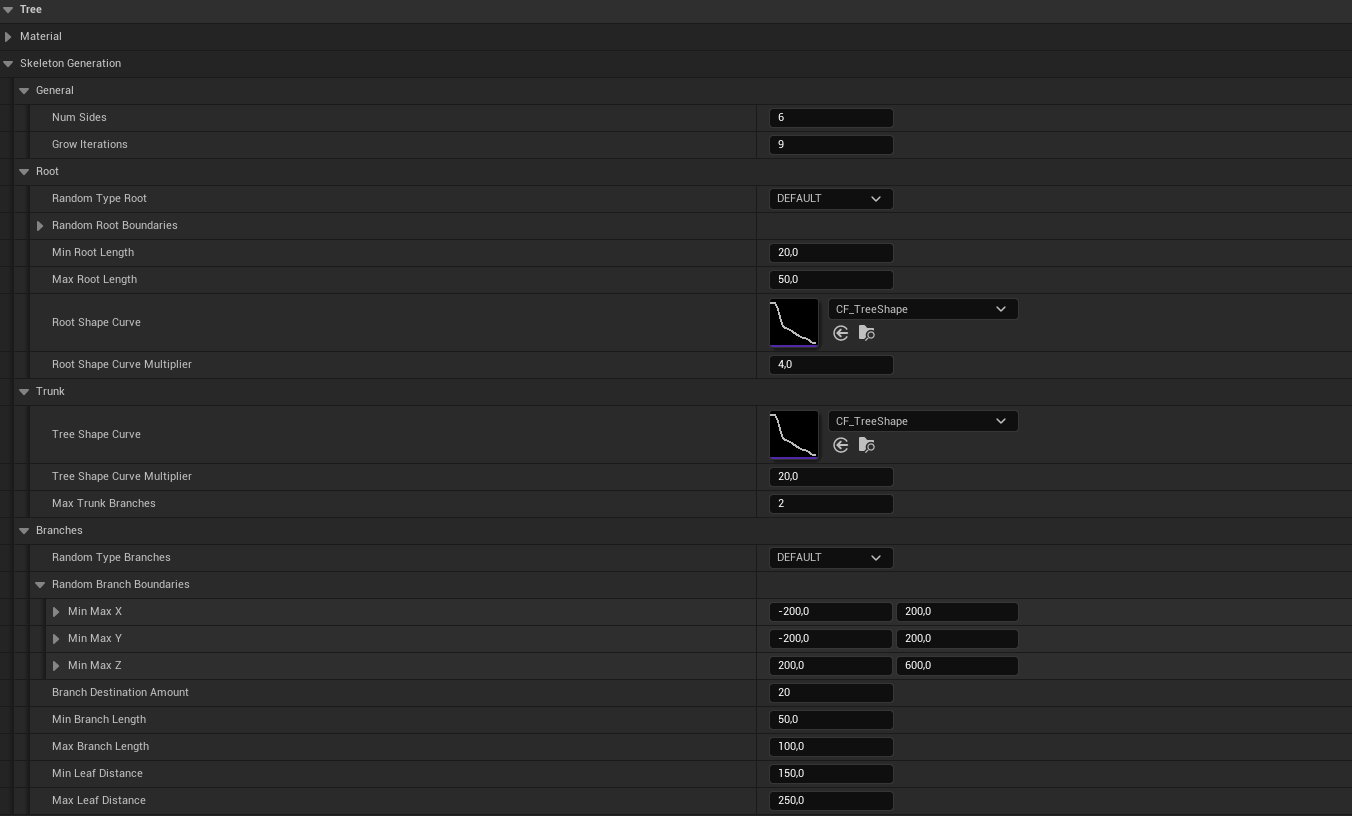 Tree
Material
Skeleton Generation
General
Num Sides 6
Grow Iterations 9
Root
Random Type Root DEFAULT
Random Root Boundaries
Min Root Length 20,0
Max Root Length 50,0
Root Shape Curve CF_TreeShape
Root Shape Curve Multiplier 4,0
Trunk
Tree Shape Curve CF_TreeShape
Tree Shape Curve Multiplier 20,0
Max Trunk Branches 2
Branches
Random Type Branches DEFAULT
Random Branch Boundaries
Min Max X -200,0 200,0
Min Max Y -200,0 200,0
Min Max Z 200,0 600,0
Branch Destination Amount 20
Min Branch Length 50,0
Max Branch Length 100,0
Min Leaf Distance 150,0
Max Leaf Distance 250,0